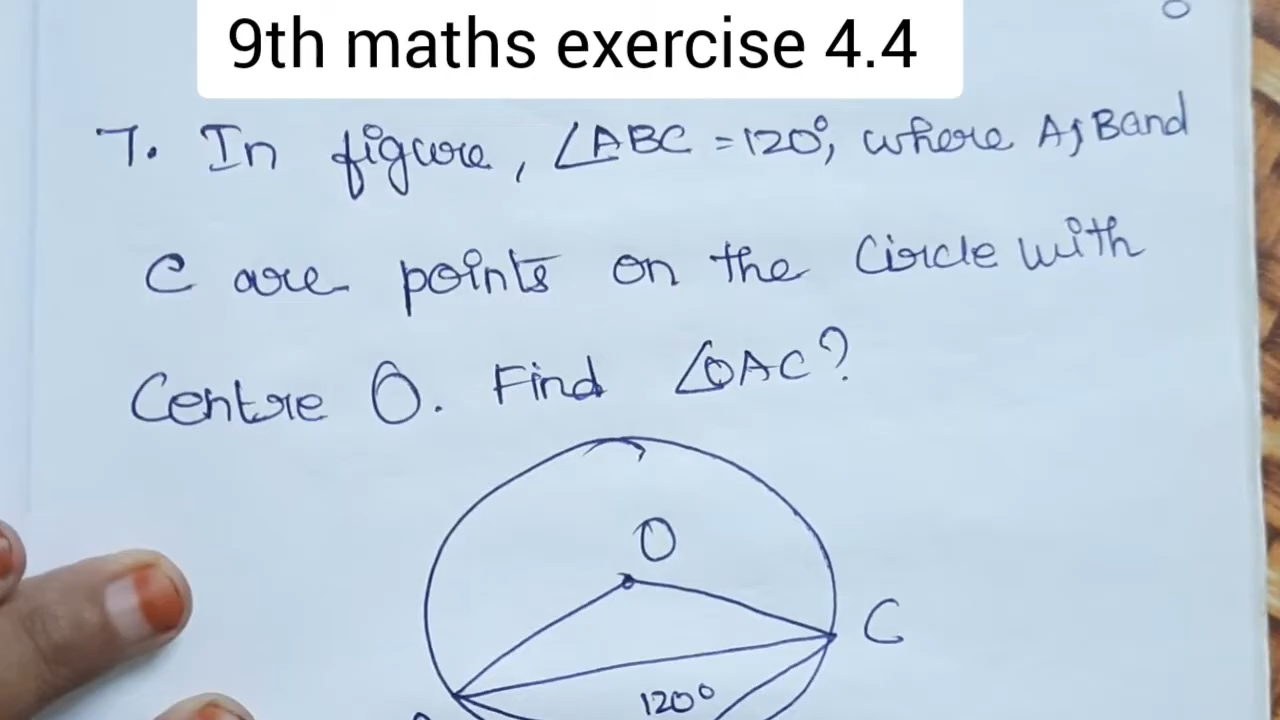 9th maths exercise 4.4
7. In figure, ∠ABC = 120°, where A, B and
C are points on the Circle with
Centre O. Find ∠OAC?
O
C
120°